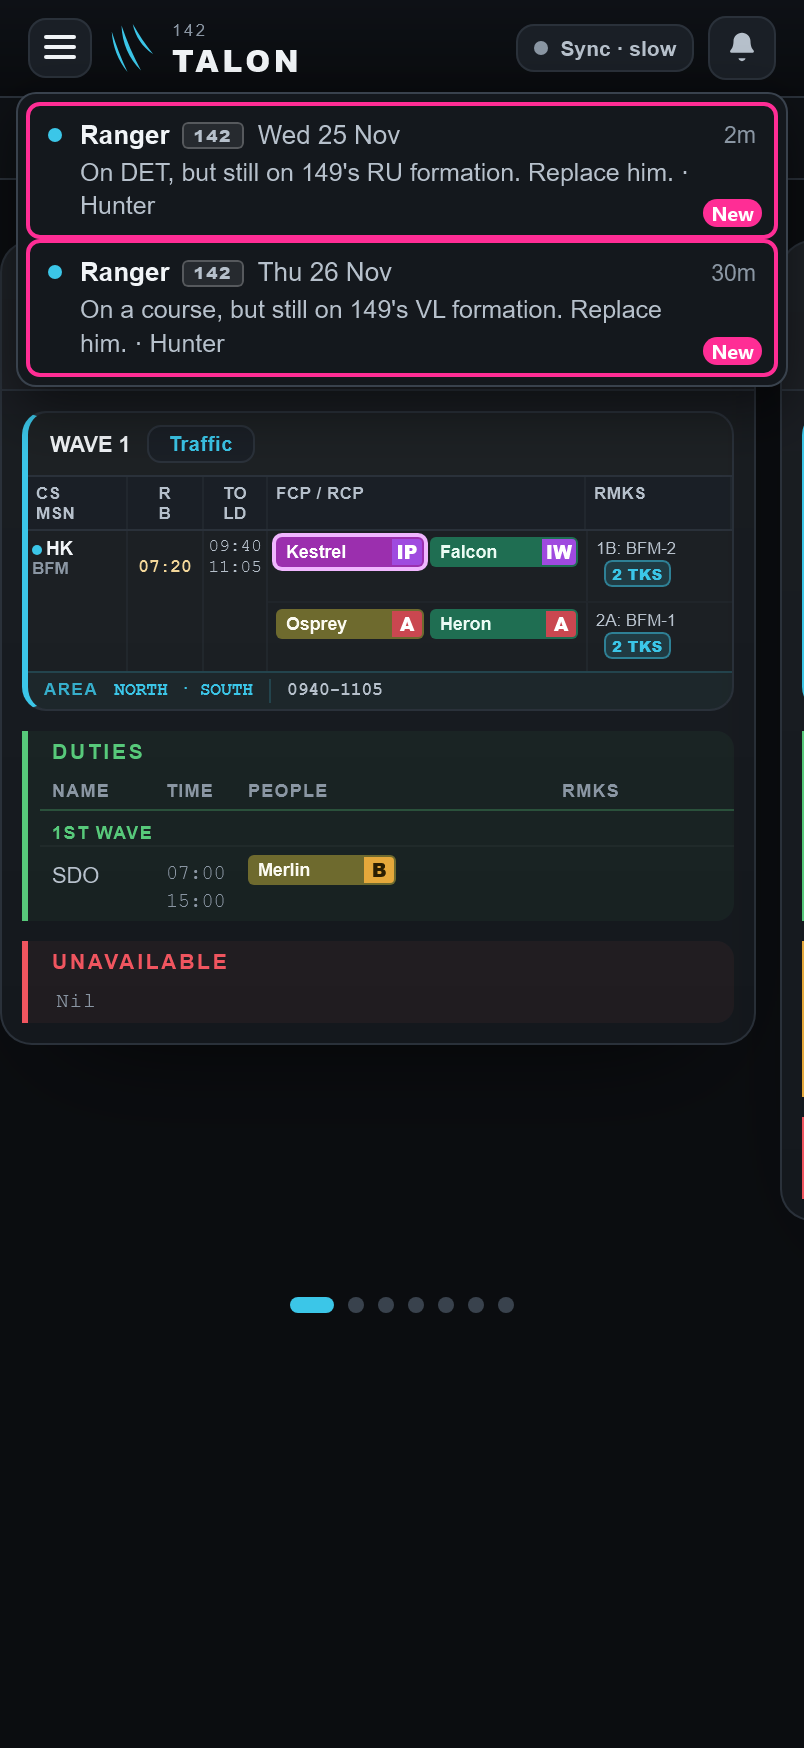 142
TALON
Sync · slow
Ranger 142 Wed 25 Nov 2m
On DET, but still on 149's RU formation. Replace him. ·
Hunter
New
Ranger 142 Thu 26 Nov 30m
On a course, but still on 149's VL formation. Replace
him. · Hunter
New
WAVE 1 Traffic
CS R TO FCP / RCP RMKS
MSN B LD
HK 09:40 Kestrel IP Falcon IW 1B: BFM-2
BFM 07:20 11:05 2 TKS
Osprey A Heron A 2A: BFM-1
2 TKS
AREA NORTH · SOUTH 0940-1105
DUTIES
NAME TIME PEOPLE RMKS
1ST WAVE
SDO 07:00 Merlin B
15:00
UNAVAILABLE
Nil